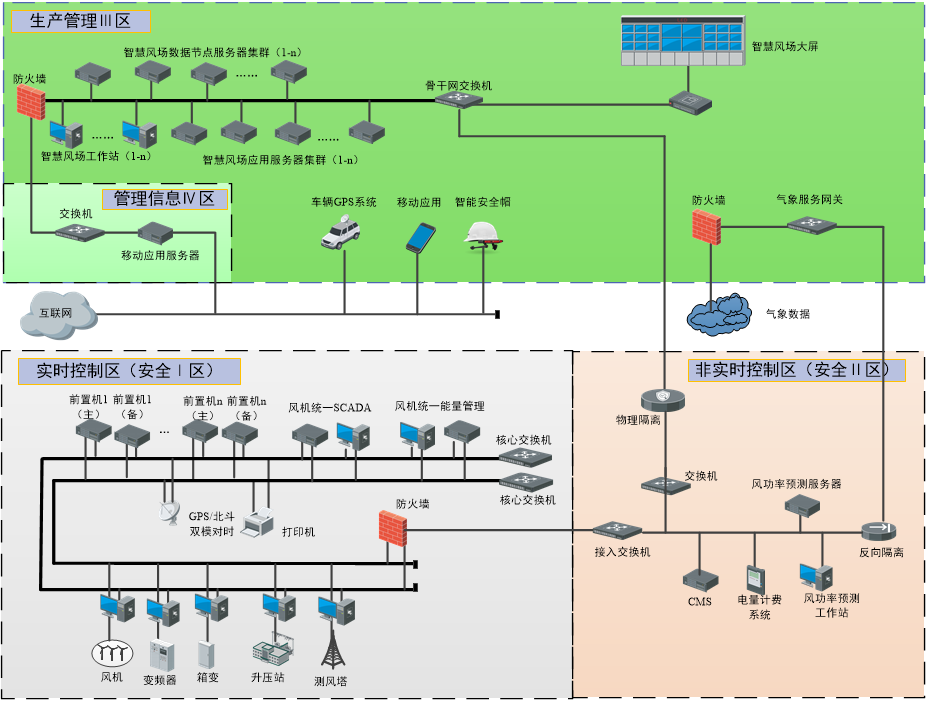 生产管理Ⅲ区
智慧风场数据节点服务器集群（1-n）
……
智慧风场大屏
防火墙
骨干网交换机
……
……
智慧风场工作站（1-n）
智慧风场应用服务器集群（1-n）
管理信息Ⅳ区
交换机
移动应用服务器
车辆GPS系统
移动应用
智能安全帽
防火墙
气象服务网关
互联网
气象数据
实时控制区（安全Ⅰ区）
非实时控制区（安全Ⅱ区）
前置机1
（主）
前置机1
（备）
...
前置机n
（主）
前置机n
（备）
风机统一SCADA
风机统一能量管理
核心交换机
核心交换机
GPS/北斗
双模对时
打印机
防火墙
物理隔离
交换机
风功率预测服务器
接入交换机
反向隔离
CMS
电量计费
系统
风功率预测
工作站
风机
变频器
箱变
升压站
测风塔